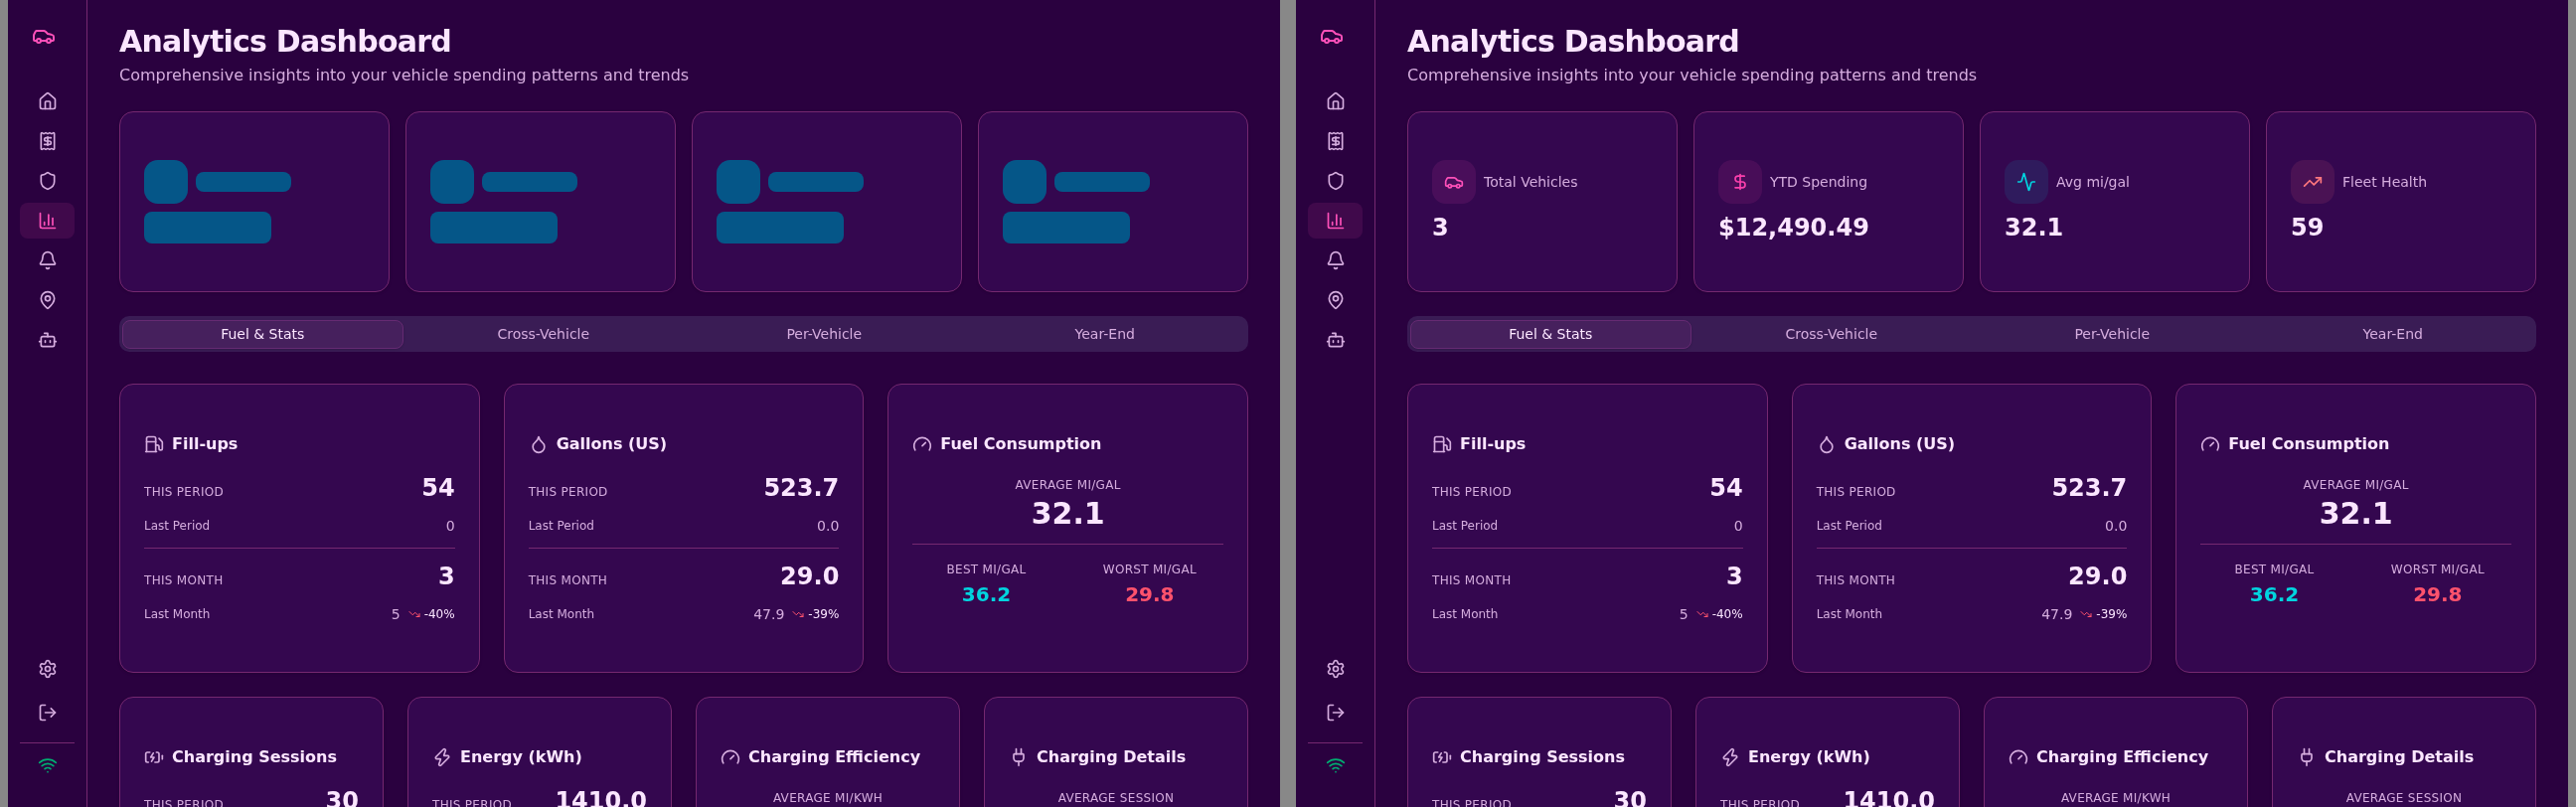 Analytics Dashboard
Comprehensive insights into your vehicle spending patterns and trends
Fuel & Stats Cross-Vehicle Per-Vehicle Year-End
Fill-ups
THIS PERIOD 54
Last Period 0
THIS MONTH 3
Last Month 5 -40%
Gallons (US)
THIS PERIOD 523.7
Last Period 0.0
THIS MONTH 29.0
Last Month 47.9 -39%
Fuel Consumption
AVERAGE MI/GAL
32.1
BEST MI/GAL WORST MI/GAL
36.2 29.8
Charging Sessions
THIS PERIOD 30
Energy (kWh)
THIS PERIOD 1410.0
Charging Efficiency
AVERAGE MI/KWH
Charging Details
AVERAGE SESSION
Analytics Dashboard
Comprehensive insights into your vehicle spending patterns and trends
Total Vehicles
3
YTD Spending
$12,490.49
Avg mi/gal
32.1
Fleet Health
59
Fuel & Stats Cross-Vehicle Per-Vehicle Year-End
Fill-ups
THIS PERIOD 54
Last Period 0
THIS MONTH 3
Last Month 5 -40%
Gallons (US)
THIS PERIOD 523.7
Last Period 0.0
THIS MONTH 29.0
Last Month 47.9 -39%
Fuel Consumption
AVERAGE MI/GAL
32.1
BEST MI/GAL WORST MI/GAL
36.2 29.8
Charging Sessions
THIS PERIOD 30
Energy (kWh)
THIS PERIOD 1410.0
Charging Efficiency
AVERAGE MI/KWH
Charging Details
AVERAGE SESSION